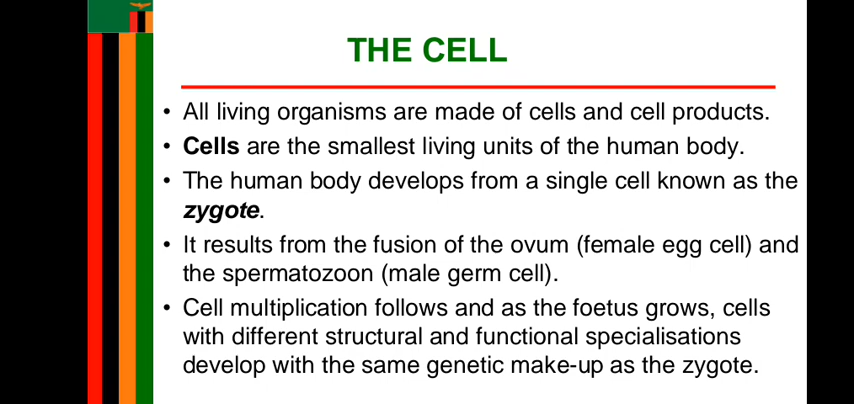 THE CELL
• All living organisms are made of cells and cell products.
• Cells are the smallest living units of the human body.
• The human body develops from a single cell known as the
zygote.
• It results from the fusion of the ovum (female egg cell) and
the spermatozoon (male germ cell).
• Cell multiplication follows and as the foetus grows, cells
with different structural and functional specialisations
develop with the same genetic make-up as the zygote.